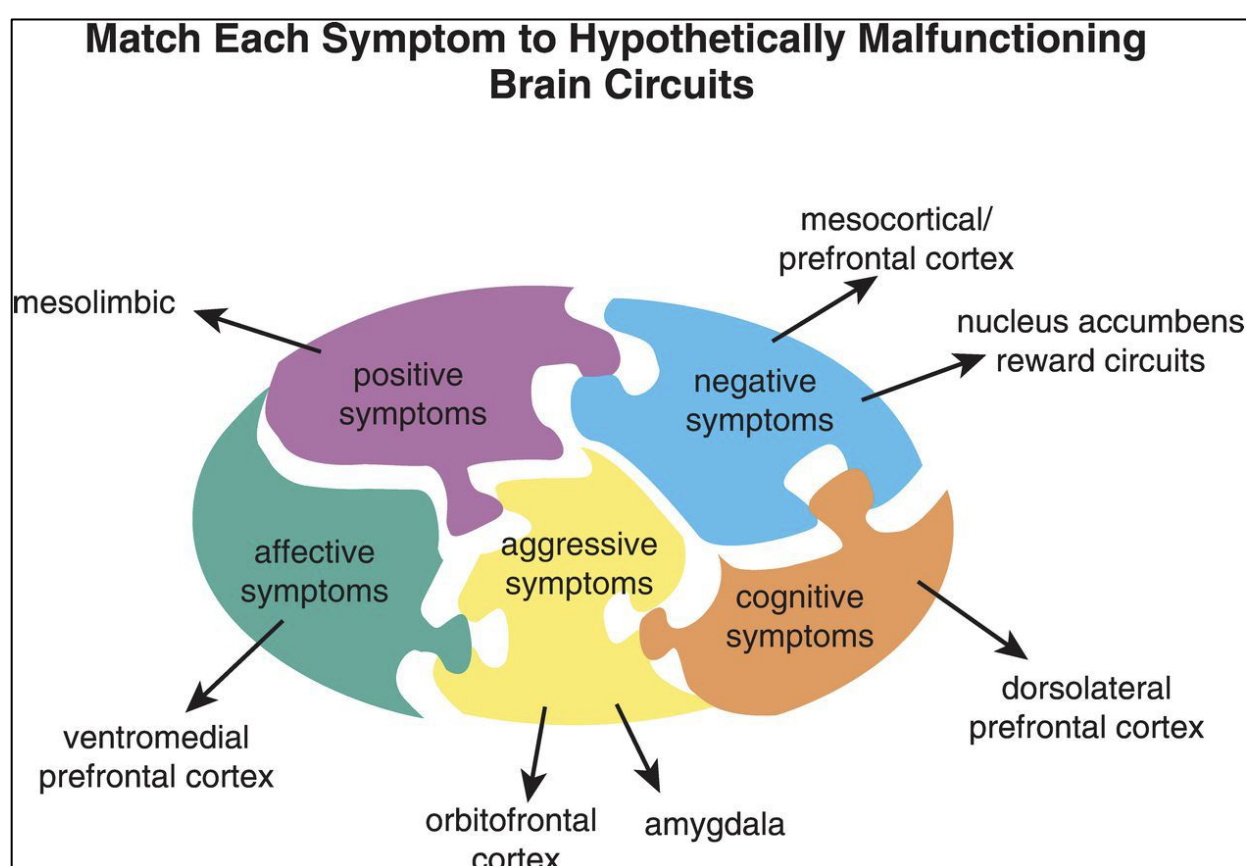 Match Each Symptom to Hypothetically Malfunctioning
Brain Circuits
mesocortical/
prefrontal cortex
mesolimbic
nucleus accumbens
reward circuits
positive
symptoms
negative
symptoms
affective
symptoms
aggressive
symptoms
cognitive
symptoms
dorsolateral
prefrontal cortex
ventromedial
prefrontal cortex
orbitofrontal
cortex
amygdala